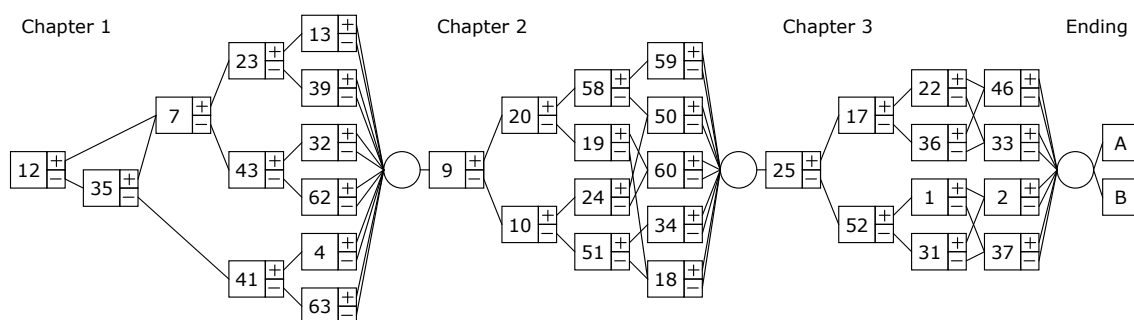 Chapter 1 Chapter 2 Chapter 3 Ending
13 + −
23 + −
39 + −
7 + −
32 + −
12 + −
35 + −
43 + −
62 + −
4 + −
41 + −
63 + −
59 + −
58 + −
20 + −
50 + −
19 + −
9 + −
60 + −
24 + −
10 + −
34 + −
51 + −
18 + −
22 + −
46 + −
17 + −
36 + −
33 + −
25 + −
1 + −
2 + −
52 + −
31 + −
37 + −
A
B